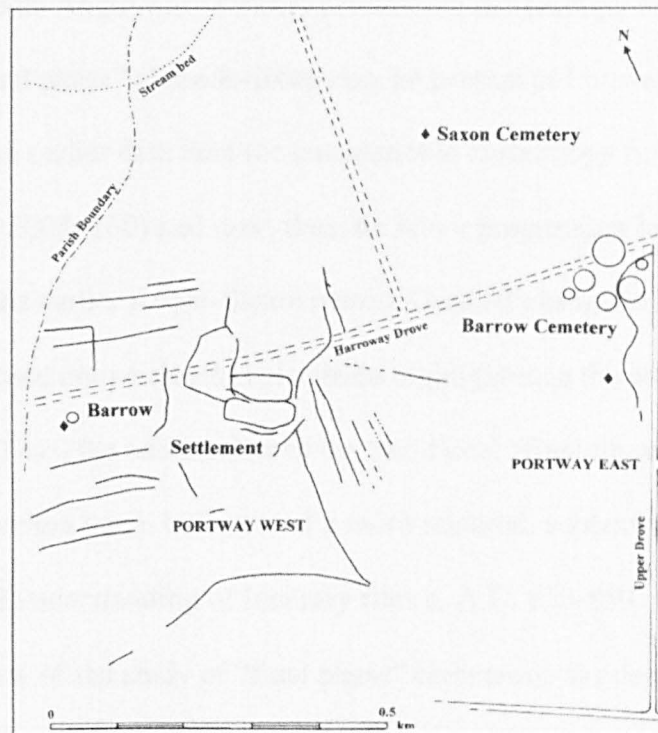 Stream bed
N
Saxon Cemetery
Parish Boundary
Harroway Drove
Barrow Cemetery
Barrow
Settlement
PORTWAY EAST
PORTWAY WEST
Upper Drove
0
0.5
km